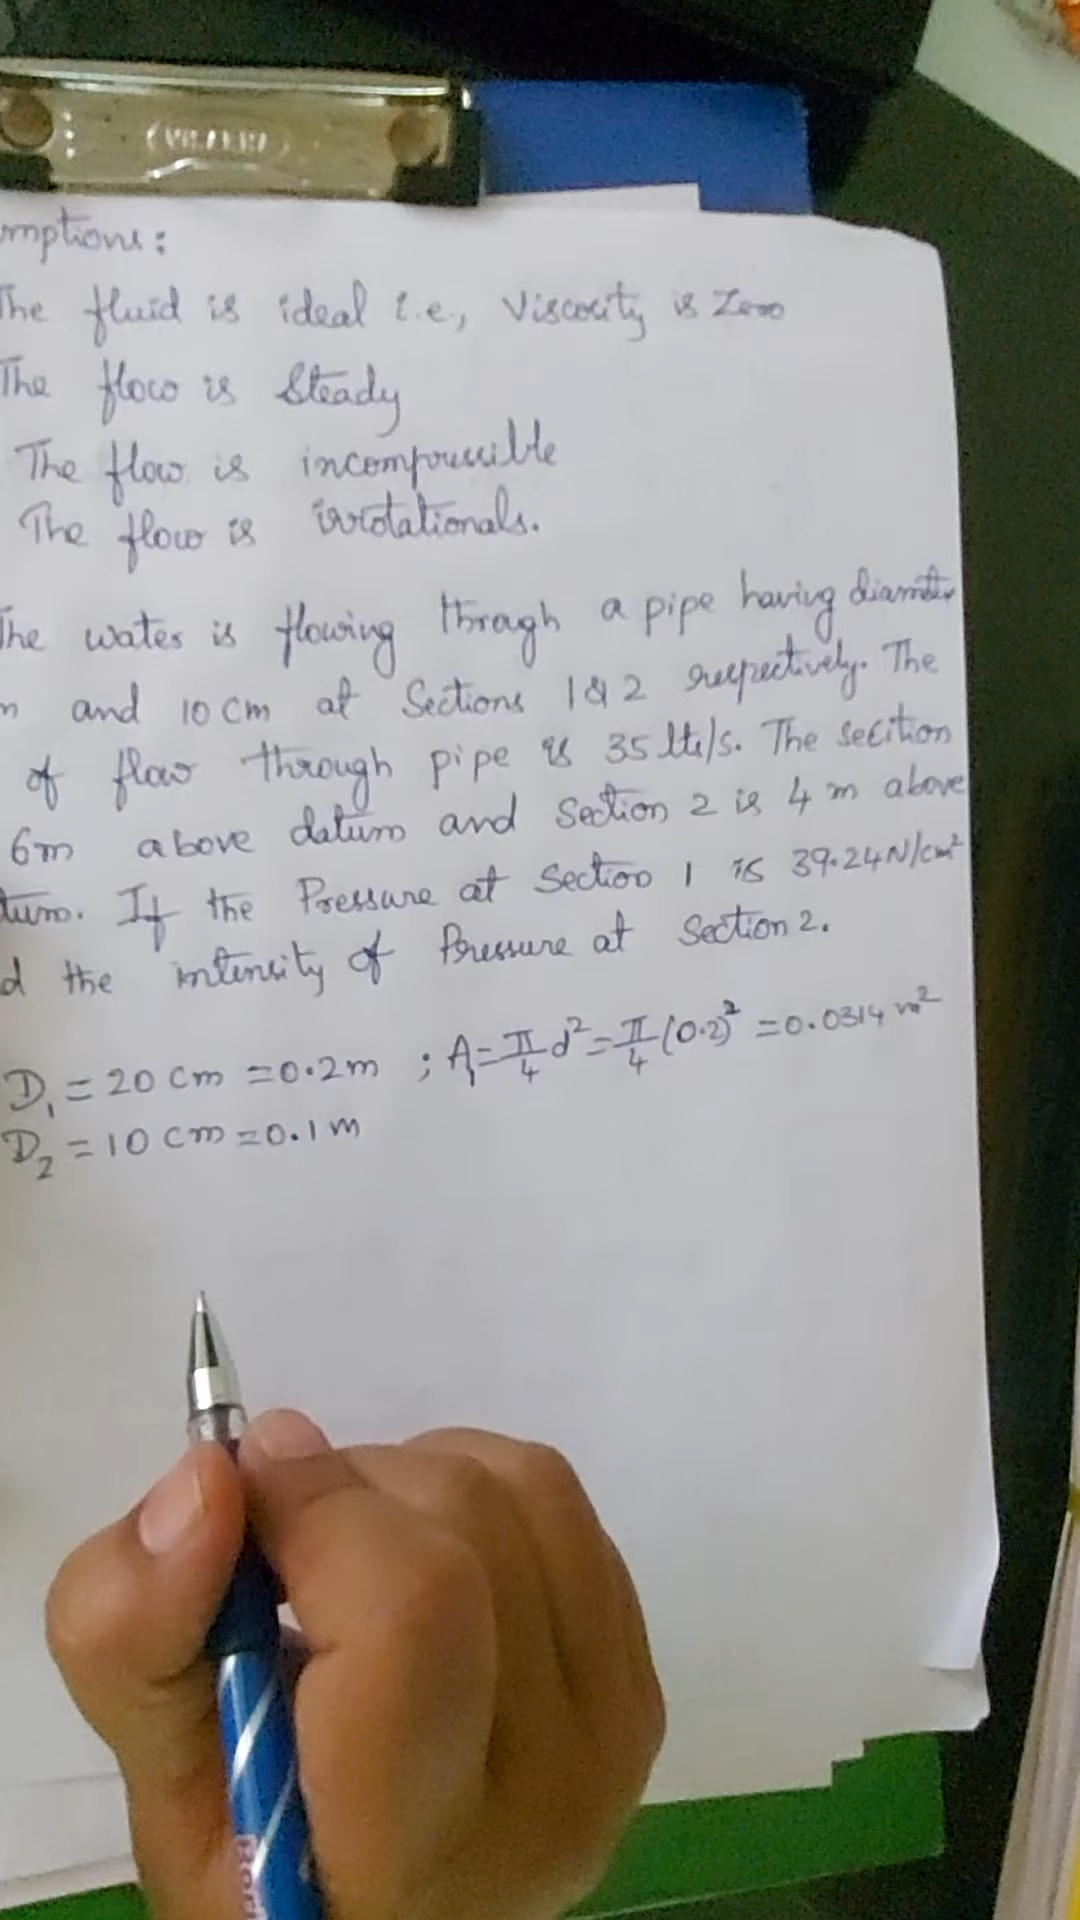 mptions:
The fluid is ideal i.e., Viscosity is Zero
The flow is Steady
The flow is incompressible
The flow is irrotationals.
The water is flowing through a pipe having diameter
m and 10 cm at Sections 1 & 2 respectively. The
of flow through pipe is 35 lts/s. The section
6m above datum and Section 2 is 4 m above
tum. If the Pressure at Section 1 is 39.24N/cm²
d the intensity of Pressure at Section 2.
D₁ = 20 cm = 0.2m ; A₁ = π/4 d² = π/4 (0.2)² = 0.0314 m²
D₂ = 10 cm = 0.1 m